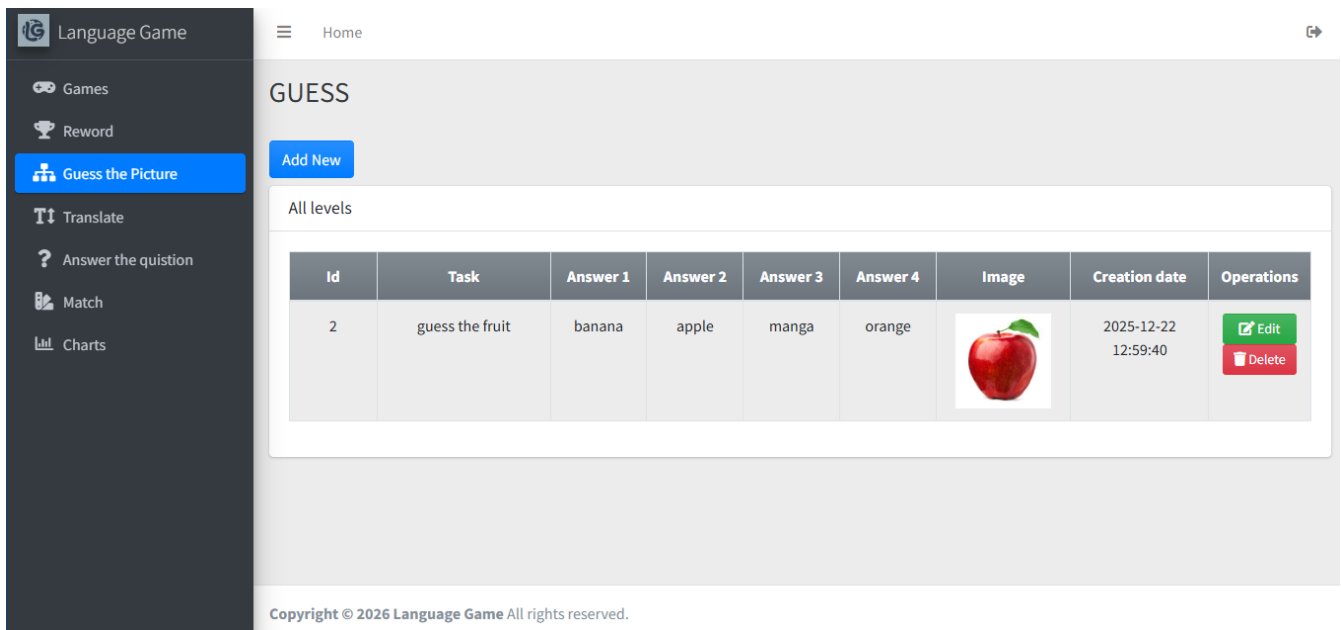 Language Game
Home
Games
Reword
Guess the Picture
Translate
Answer the quistion
Match
Charts
GUESS
Add New
All levels
Id Task Answer 1 Answer 2 Answer 3 Answer 4 Image Creation date Operations
2 guess the fruit banana apple manga orange 2025-12-22 Edit
12:59:40 Delete
Copyright © 2026 Language Game All rights reserved.